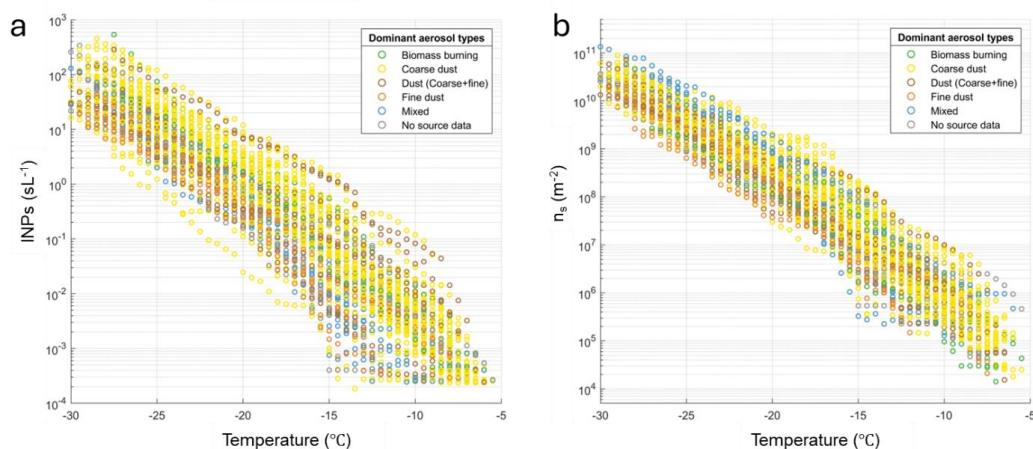 a
INPs (sL⁻¹)
10³
10²
10¹
10⁰
10⁻¹
10⁻²
10⁻³
10⁻⁴
-30 -25 -20 -15 -10 -5
Temperature (℃)
Dominant aerosol types
Biomass burning
Coarse dust
Dust (Coarse+fine)
Fine dust
Mixed
No source data
b
nₛ (m⁻²)
10¹¹
10¹⁰
10⁹
10⁸
10⁷
10⁶
10⁵
10⁴
-30 -25 -20 -15 -10 -5
Temperature (℃)
Dominant aerosol types
Biomass burning
Coarse dust
Dust (Coarse+fine)
Fine dust
Mixed
No source data